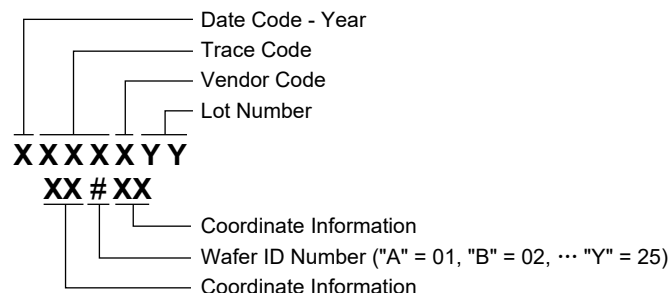 Date Code - Year
Trace Code
Vendor Code
Lot Number
XXXXXYY
XX#XX
Coordinate Information
Wafer ID Number ("A" = 01, "B" = 02, ⋯ "Y" = 25)
Coordinate Information